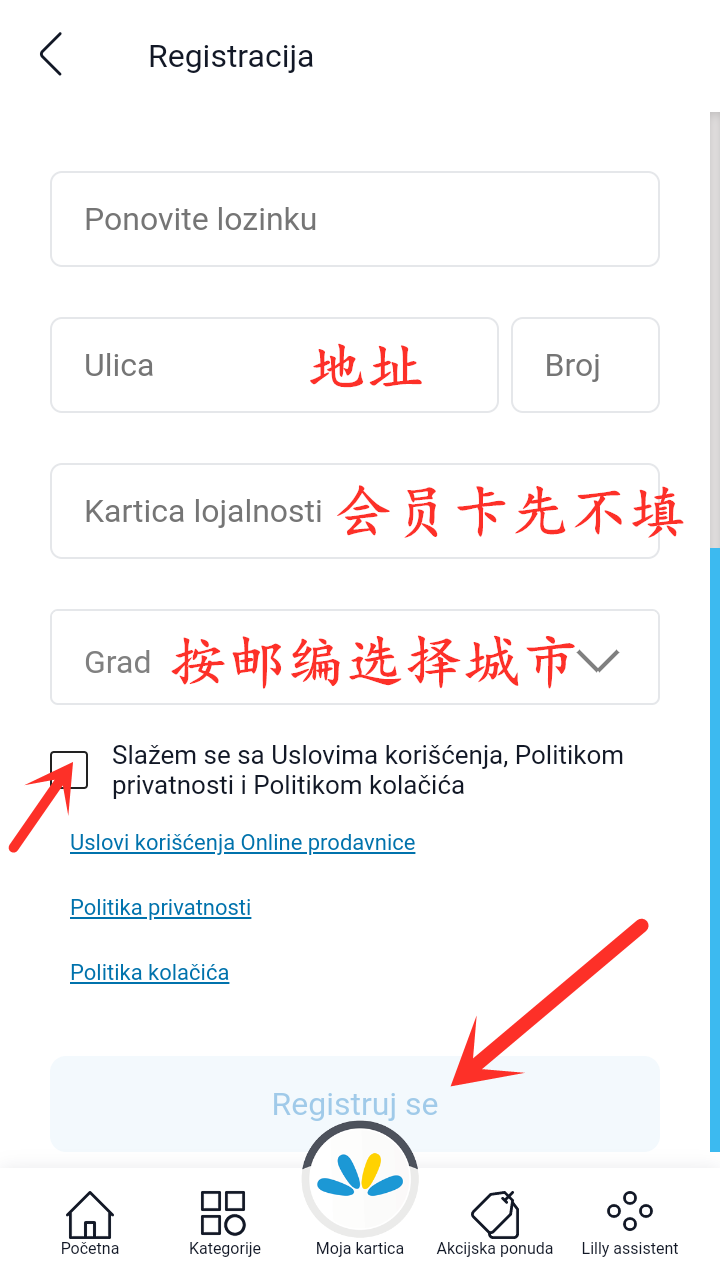 Registracija
Ponovite lozinku
Ulica 地址 Broj
Kartica lojalnosti 会员卡先不填
Grad 按邮编选择城市
Slažem se sa Uslovima korišćenja, Politikom
privatnosti i Politikom kolačića
Uslovi korišćenja Online prodavnice
Politika privatnosti
Politika kolačića
Registruj se
Početna Kategorije Moja kartica Akcijska ponuda Lilly assistent